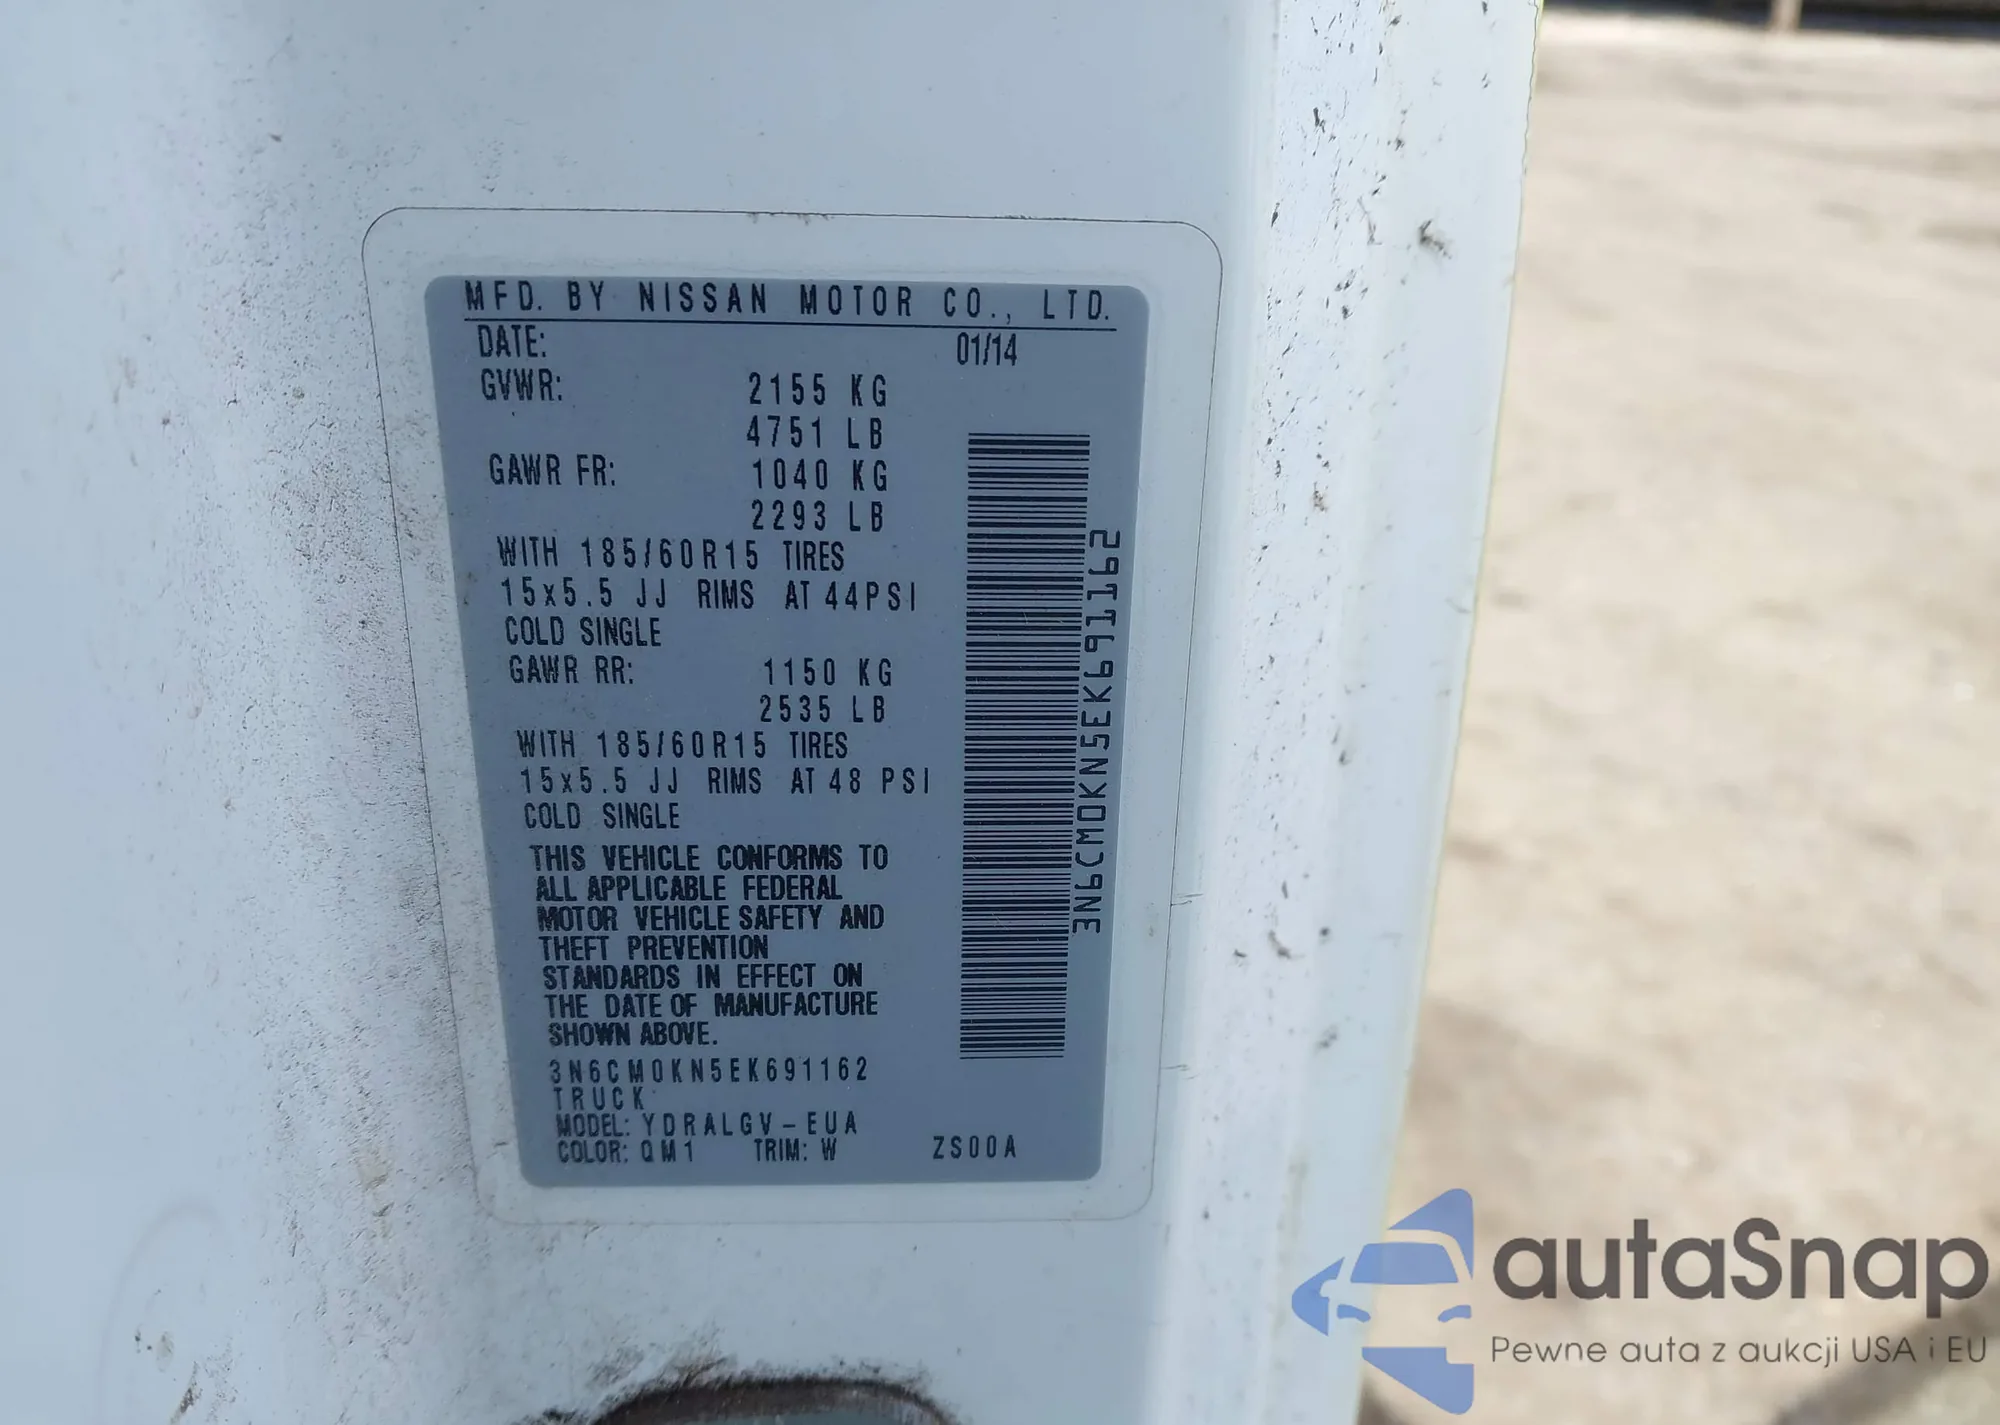 MFD. BY NISSAN MOTOR CO., LTD.
DATE: 01/14
GVWR: 2155 KG
4751 LB
GAWR FR: 1040 KG
2293 LB
WITH 185/60R15 TIRES
15x5.5 JJ RIMS AT 44PSI
COLD SINGLE
GAWR RR: 1150 KG
2535 LB
WITH 185/60R15 TIRES
15x5.5 JJ RIMS AT 48 PSI
COLD SINGLE
THIS VEHICLE CONFORMS TO
ALL APPLICABLE FEDERAL
MOTOR VEHICLE SAFETY AND
THEFT PREVENTION
STANDARDS IN EFFECT ON
THE DATE OF MANUFACTURE
SHOWN ABOVE.
3N6CM0KN5EK691162
TRUCK
MODEL: YDRALGV-EUA
COLOR: QM1 TRIM: W ZS00A
3N6CM0KN5EK691162
autaSnap
Pewne auta z aukcji USA i EU